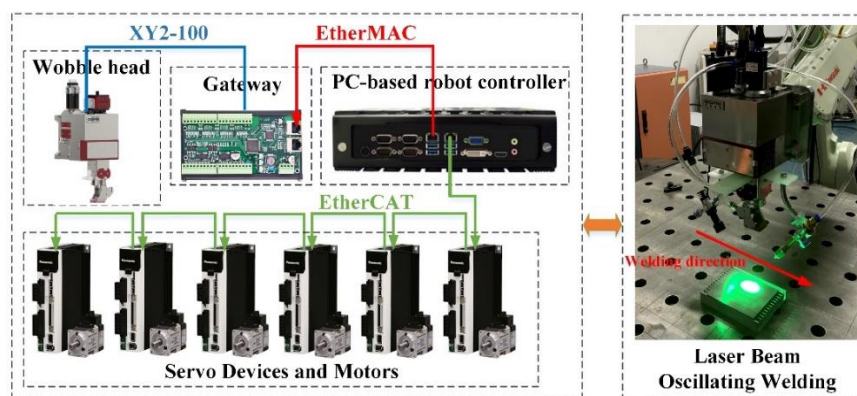 XY2-100
EtherMAC
Wobble head
Gateway
PC-based robot controller
EtherCAT
Servo Devices and Motors
Welding direction
Laser Beam
Oscillating Welding